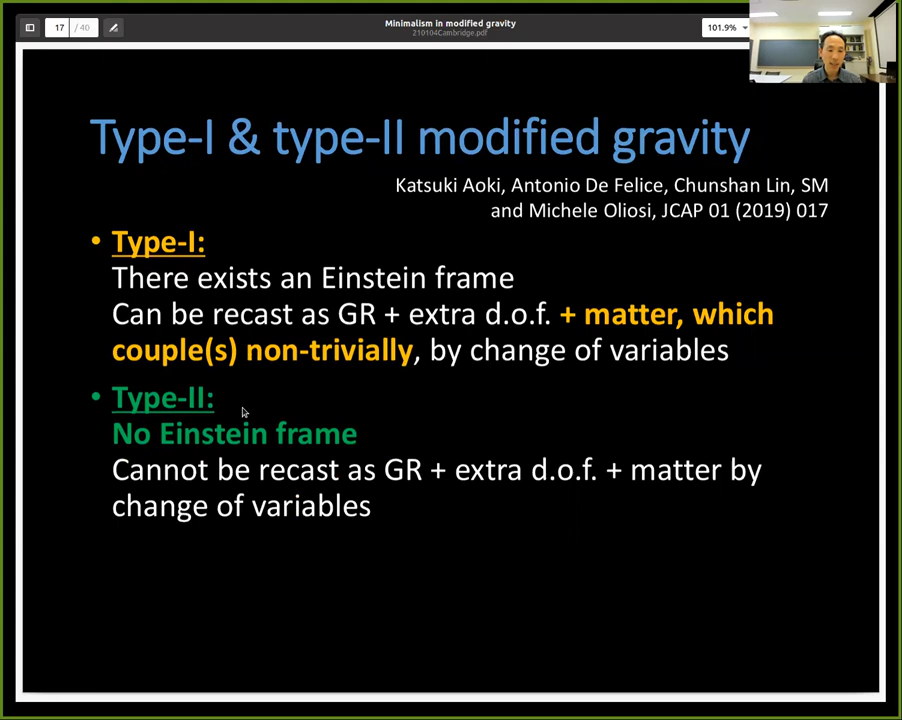 17 / 40
Minimalism in modified gravity
210104Cambridge.pdf
101.9%
Type-I & type-II modified gravity
Katsuki Aoki, Antonio De Felice, Chunshan Lin, SM
and Michele Oliosi, JCAP 01 (2019) 017
• Type-I:
There exists an Einstein frame
Can be recast as GR + extra d.o.f. + matter, which
couple(s) non-trivially, by change of variables
• Type-II:
No Einstein frame
Cannot be recast as GR + extra d.o.f. + matter by
change of variables